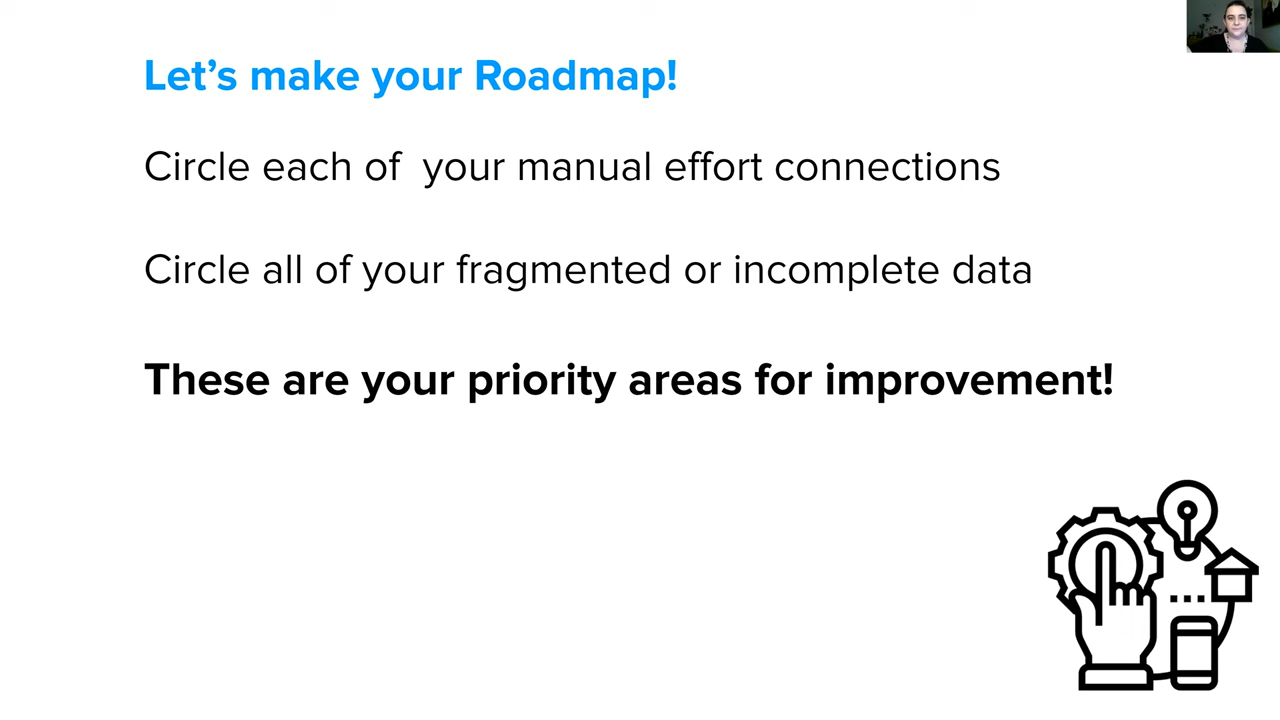 Let’s make your Roadmap!
Circle each of  your manual effort connections
Circle all of your fragmented or incomplete data
These are your priority areas for improvement!